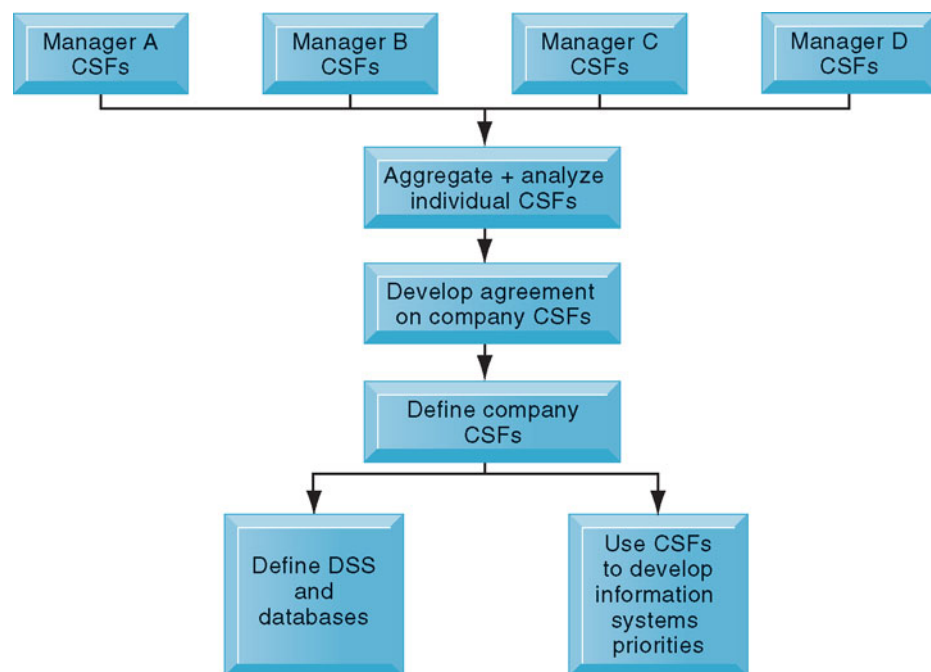 Manager A
CSFs
Manager B
CSFs
Manager C
CSFs
Manager D
CSFs
Aggregate + analyze
individual CSFs
Develop agreement
on company CSFs
Define company
CSFs
Define DSS
and
databases
Use CSFs
to develop
information
systems
priorities